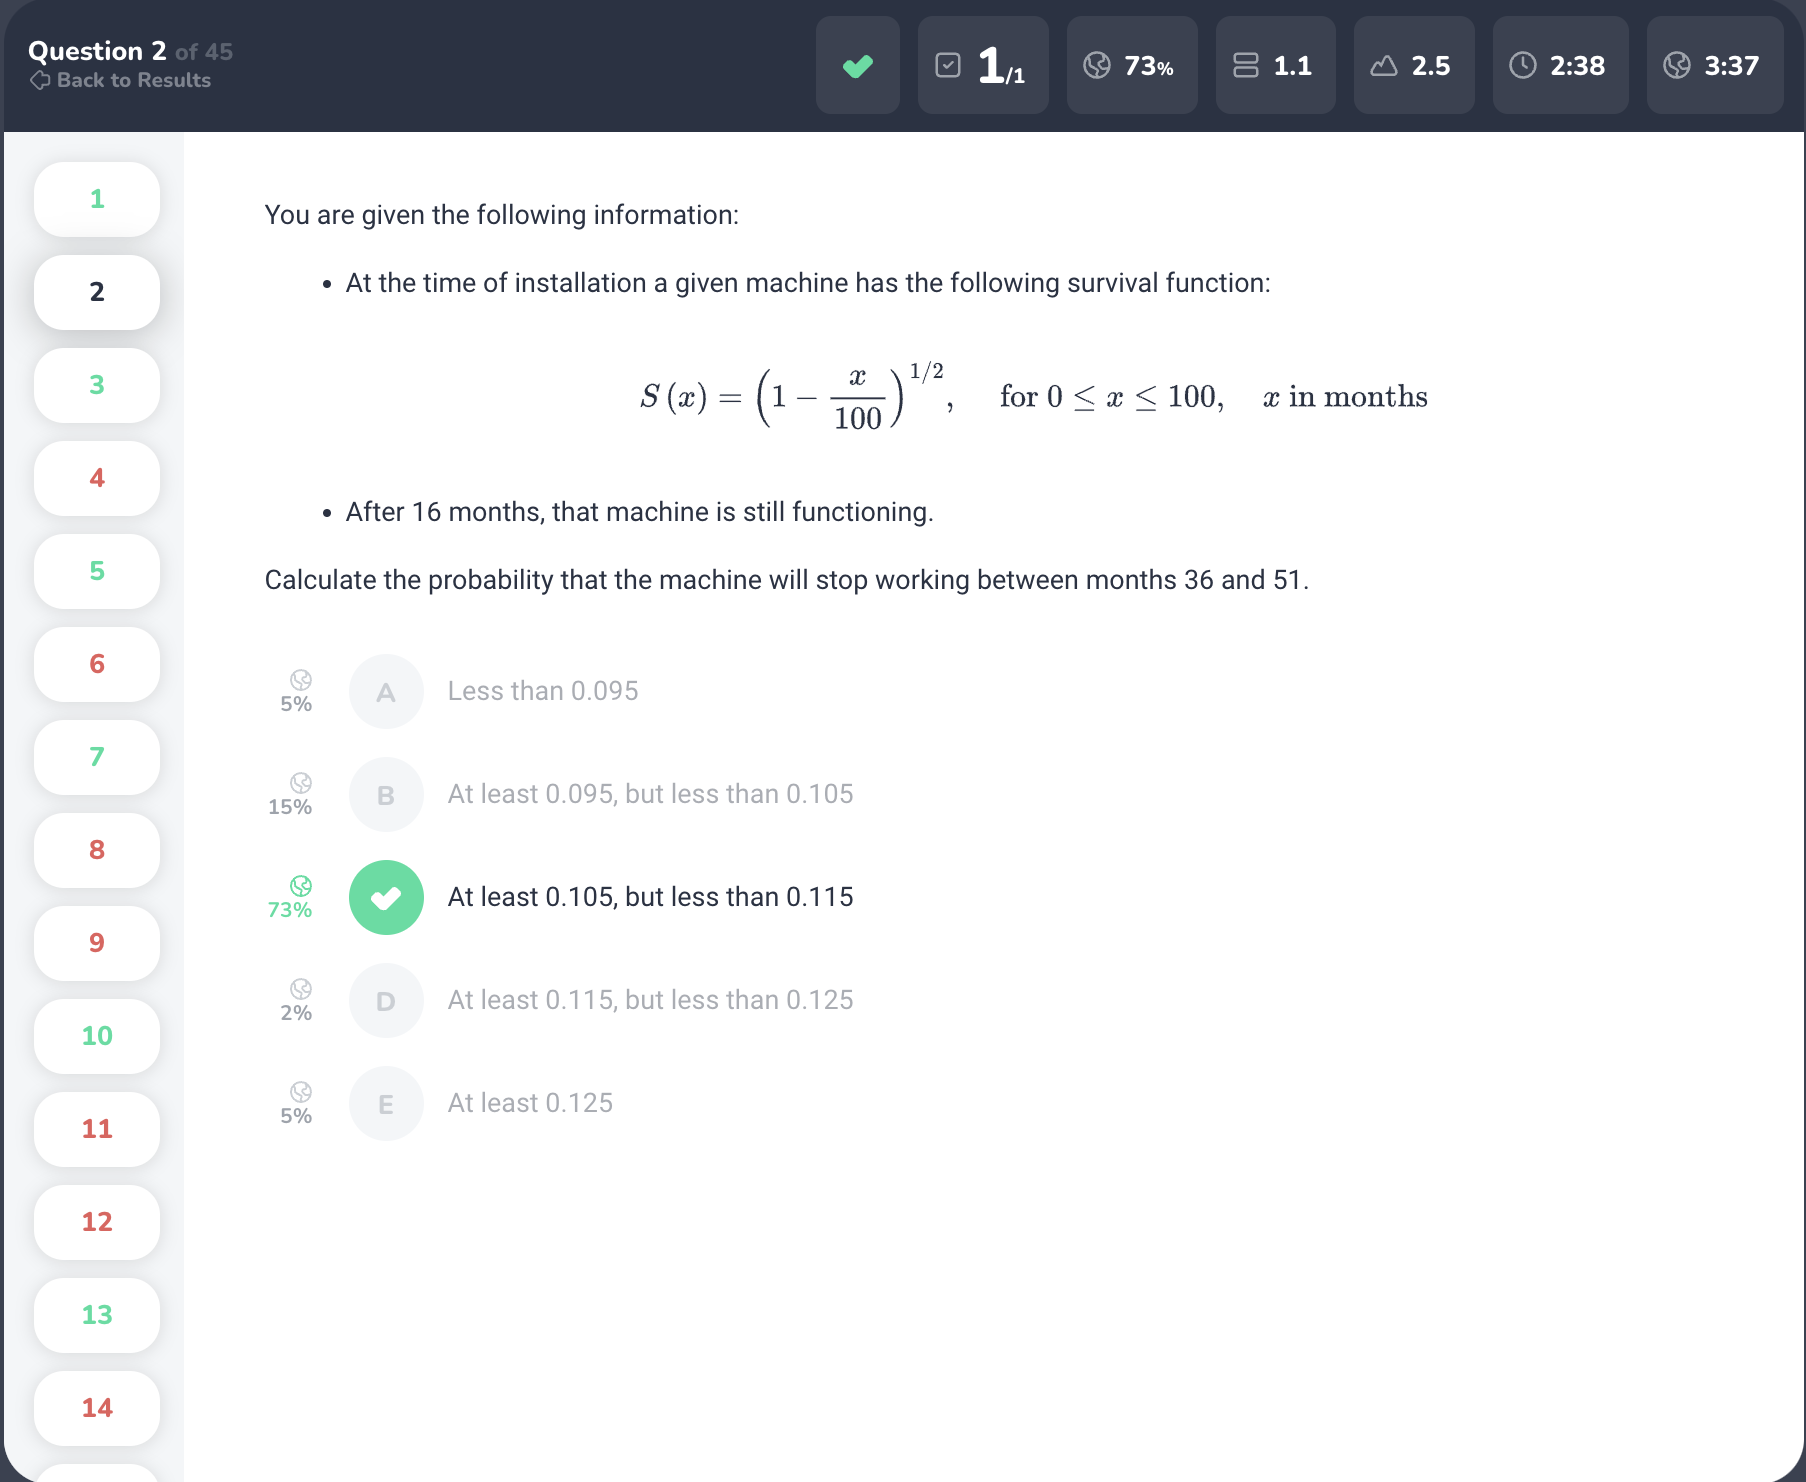 Question 2 of 45
Back to Results
1/1
73%
1.1
2.5
2:38
3:37
1
2
3
4
5
6
7
8
9
10
11
12
13
14
You are given the following information:
• At the time of installation a given machine has the following survival function:
S (x) = (1 − x/100)^1/2, for 0 ≤ x ≤ 100, x in months
• After 16 months, that machine is still functioning.
Calculate the probability that the machine will stop working between months 36 and 51.
5% A Less than 0.095
15% B At least 0.095, but less than 0.105
73% At least 0.105, but less than 0.115
2% D At least 0.115, but less than 0.125
5% E At least 0.125